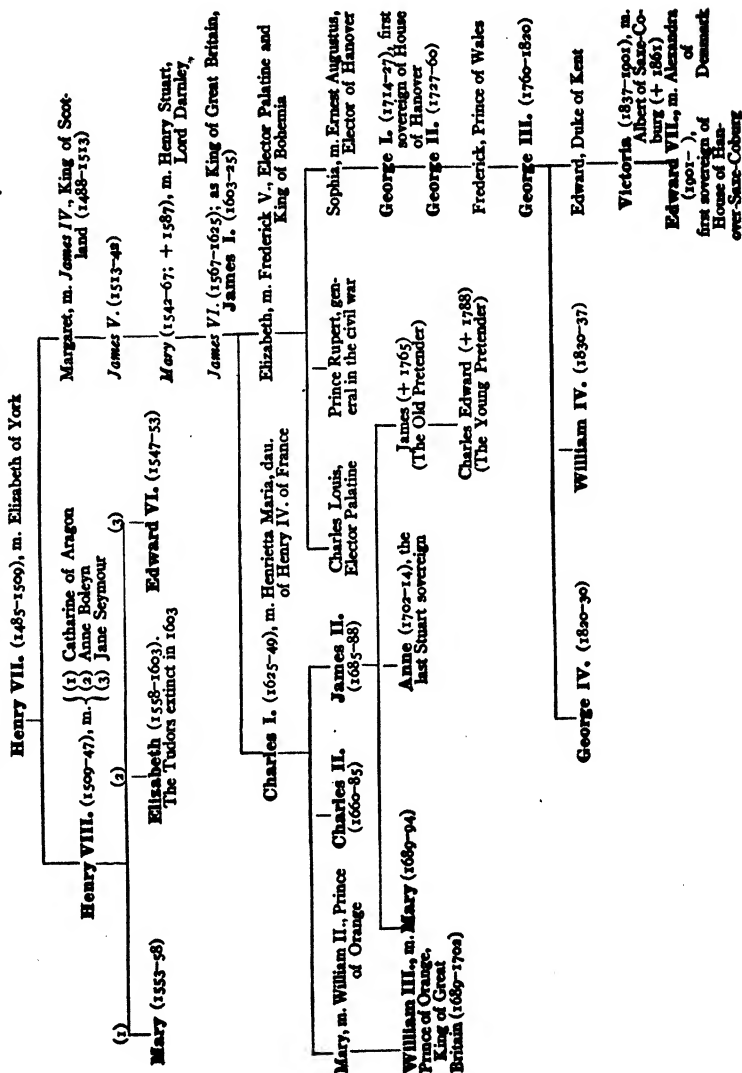 Henry VII. (1485-1509), m. Elizabeth of York
Henry VIII. (1509-47), m.
(1) Catharine of Aragon
(2) Anne Boleyn
(3) Jane Seymour
Margaret, m. James IV., King of Scot-
land (1488-1513)
James V. (1513-42)
Mary (1542-67; + 1587), m. Henry Stuart,
Lord Darnley
James VI. (1567-1625); as King of Great Britain,
James I. (1603-25)
(1)
(2)
(3)
Mary (1553-58)
Elizabeth (1558-1603).
The Tudors extinct in 1603
Edward VI. (1547-53)
Charles I. (1625-49), m. Henrietta Maria, dau.
of Henry IV. of France
Elizabeth, m. Frederick V., Elector Palatine and
King of Bohemia
Mary, m. William II., Prince
of Orange
Charles II.
(1660-85)
James II.
(1685-88)
Charles Louis,
Elector Palatine
Prince Rupert, gen-
eral in the civil war
Sophia, m. Ernest Augustus,
Elector of Hanover
William III., m. Mary (1689-94)
Prince of Orange,
King of Great
Britain (1689-1702)
Anne (1702-14), the
last Stuart sovereign
James (+ 1765)
(The Old Pretender)
Charles Edward (+ 1788)
(The Young Pretender)
George I. (1714-27), first
sovereign of House
of Hanover
George II. (1727-60)
Frederick, Prince of Wales
George III. (1760-1820)
George IV. (1820-30)
William IV. (1830-37)
Edward, Duke of Kent
Victoria (1837-1901), m.
Albert of Saxe-Co-
burg (+ 1861)
Edward VII., m. Alexandra
(1901- ), of
first sovereign of Denmark
House of Han-
over-Saxe-Coburg